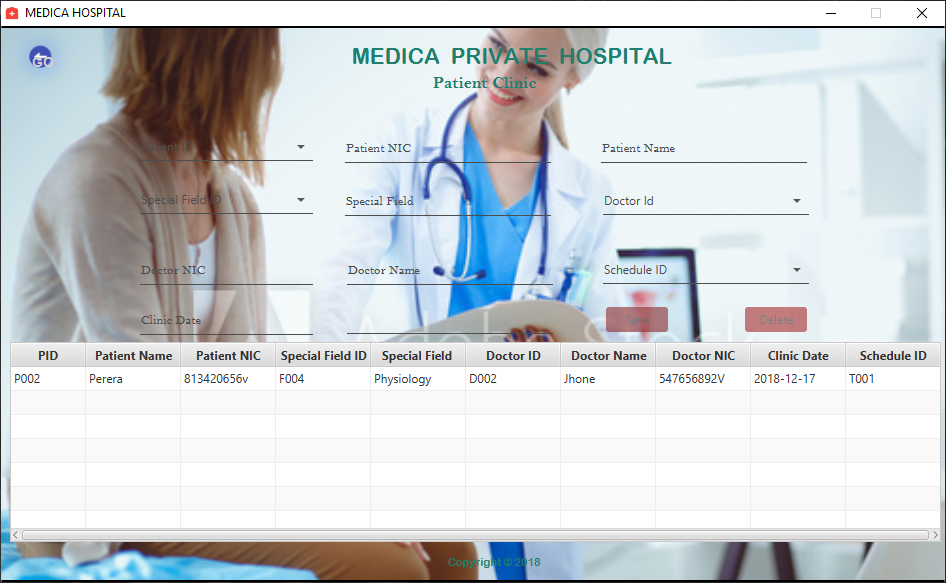 MEDICA HOSPITAL
GO
MEDICA PRIVATE HOSPITAL
Patient Clinic
Patient NIC Patient Name
Special Field ID Special Field Doctor Id
Doctor NIC Doctor Name Schedule ID
Clinic Date Save Delete
PID Patient Name Patient NIC Special Field ID Special Field Doctor ID Doctor Name Doctor NIC Clinic Date Schedule ID
P002 Perera 813420656v F004 Physiology D002 Jhone 547656892V 2018-12-17 T001
Copyright © 2018